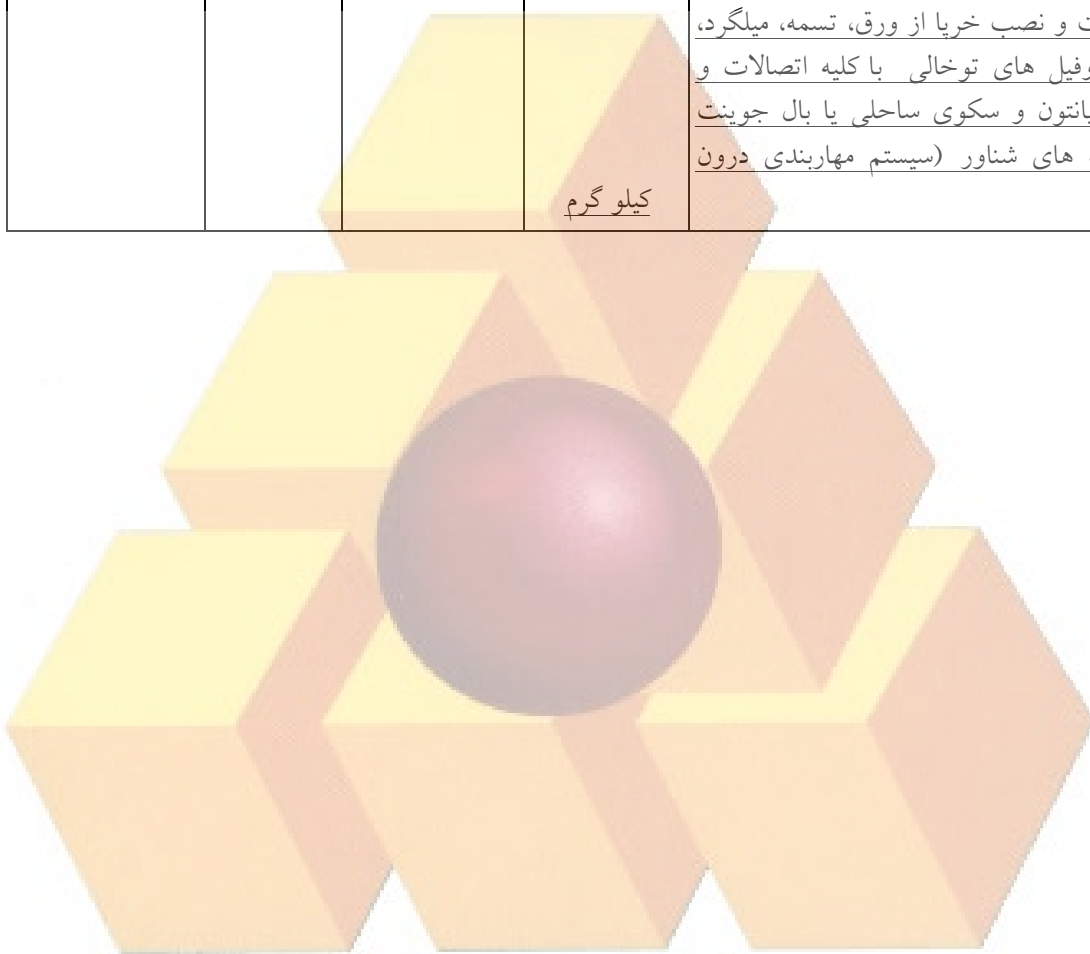 و نصب خرپا از ورق، تسمه، میلگرد،
های توخالی با کلیه اتصالات و
پانتون و سکوی ساحلی یا بال جوینت
های شناور (سیستم مهاربندی درون
کیلو گرم